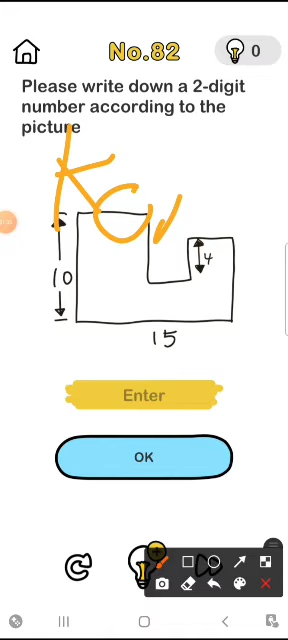 No.82
0
Please write down a 2-digit
number according to the
picture
10
4
15
Enter
OK